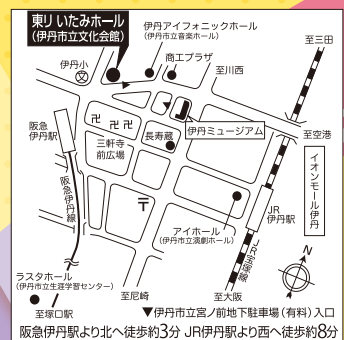 東リ いたみホール
(伊丹市立文化会館)
伊丹アイフォニックホール
(伊丹市立音楽ホール)
至三田
伊丹小
文
商工プラザ
至川西
伊丹ミュージアム
至空港
阪急
伊丹駅
卍 卍 卍
三軒寺
前広場
長寿蔵
イオンモール伊丹
阪急伊丹線
〒
アイホール
(伊丹市立演劇ホール)
JR
伊丹駅
JR宝塚線
N
ラスタホール
(伊丹市立生涯学習センター)
至塚口駅
至尼崎
至大阪
▼伊丹市立宮ノ前地下駐車場(有料)入口
阪急伊丹駅より北へ徒歩約3分 JR伊丹駅より西へ徒歩約8分